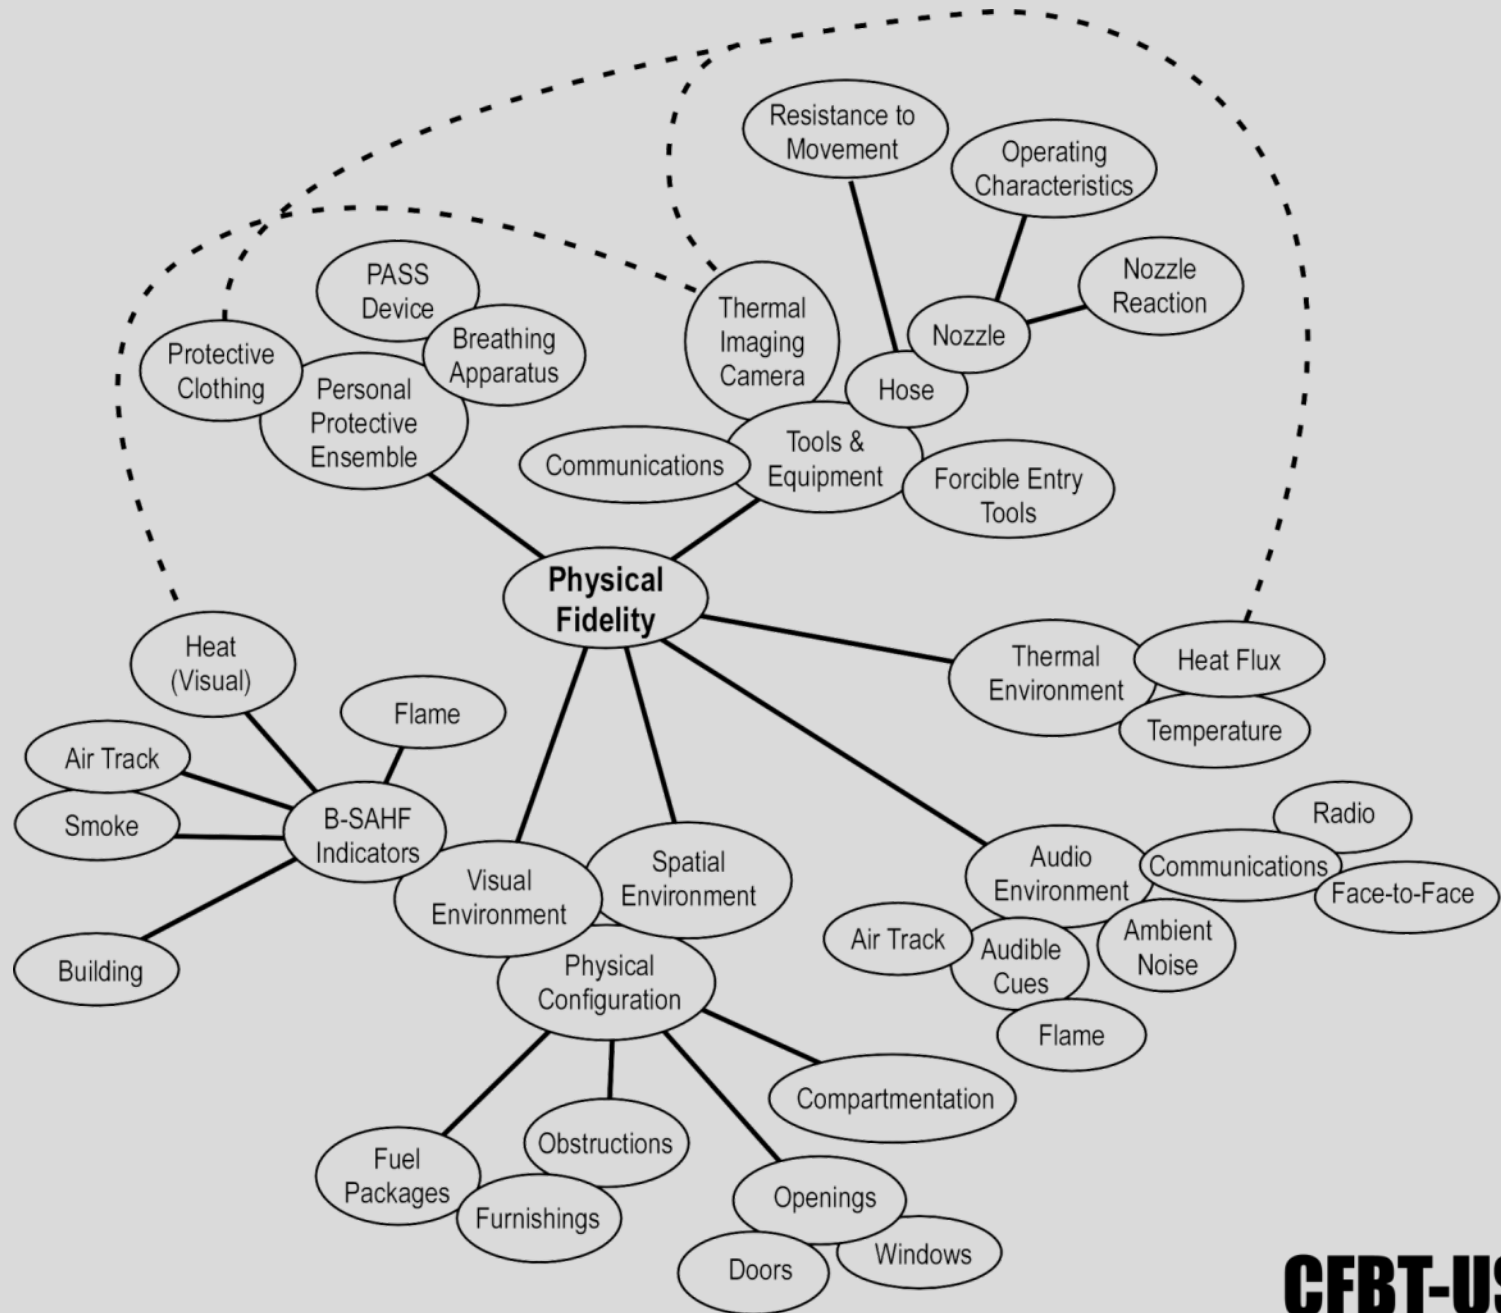 Resistance to
Movement
Operating
Characteristics
Nozzle
Reaction
PASS
Device
Breathing
Apparatus
Protective
Clothing
Personal
Protective
Ensemble
Thermal
Imaging
Camera
Nozzle
Hose
Tools &
Equipment
Communications
Forcible Entry
Tools
Physical
Fidelity
Heat
(Visual)
Flame
Air Track
Smoke
B-SAHF
Indicators
Building
Thermal
Environment
Heat Flux
Temperature
Visual
Environment
Spatial
Environment
Audio
Environment
Communications
Radio
Face-to-Face
Ambient
Noise
Audible
Cues
Air Track
Flame
Physical
Configuration
Compartmentation
Obstructions
Fuel
Packages
Furnishings
Openings
Doors
Windows
CFBT-US